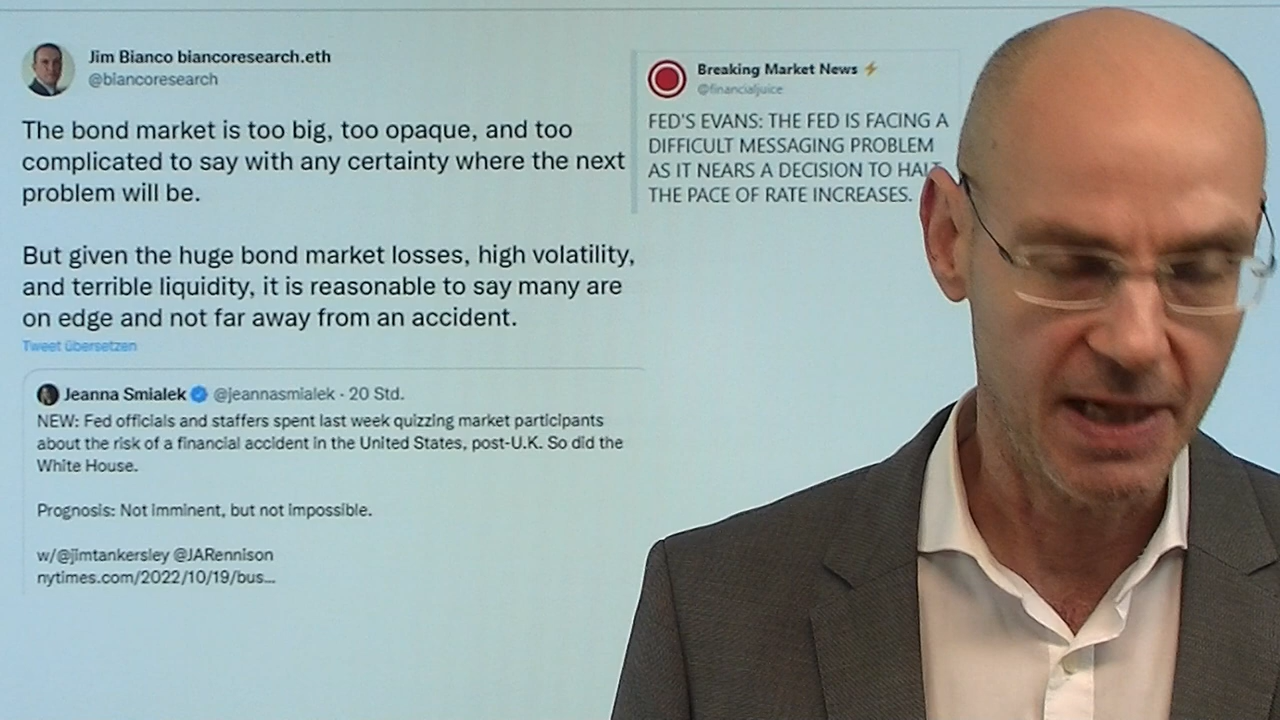 Jim Bianco biancoresearch.eth
@biancoresearch
The bond market is too big, too opaque, and too
complicated to say with any certainty where the next
problem will be.
But given the huge bond market losses, high volatility,
and terrible liquidity, it is reasonable to say many are
on edge and not far away from an accident.
Tweet übersetzen
Jeanna Smialek @jeannasmialek · 20 Std.
NEW: Fed officials and staffers spent last week quizzing market participants
about the risk of a financial accident in the United States, post-U.K. So did the
White House.
Prognosis: Not imminent, but not impossible.
w/@jimtankersley @JARennison
nytimes.com/2022/10/19/bus...
Breaking Market News ⚡
@financialjuice
FED'S EVANS: THE FED IS FACING A
DIFFICULT MESSAGING PROBLEM
AS IT NEARS A DECISION TO HALT
THE PACE OF RATE INCREASES.